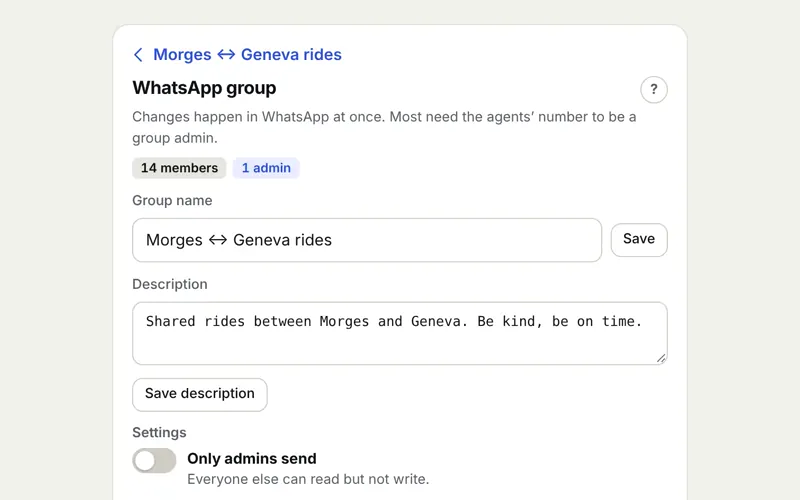 Morges ↔ Geneva rides
WhatsApp group
?
Changes happen in WhatsApp at once. Most need the agents’ number to be a
group admin.
14 members 1 admin
Group name
Morges ↔ Geneva rides
Save
Description
Shared rides between Morges and Geneva. Be kind, be on time.
Save description
Settings
Only admins send
Everyone else can read but not write.